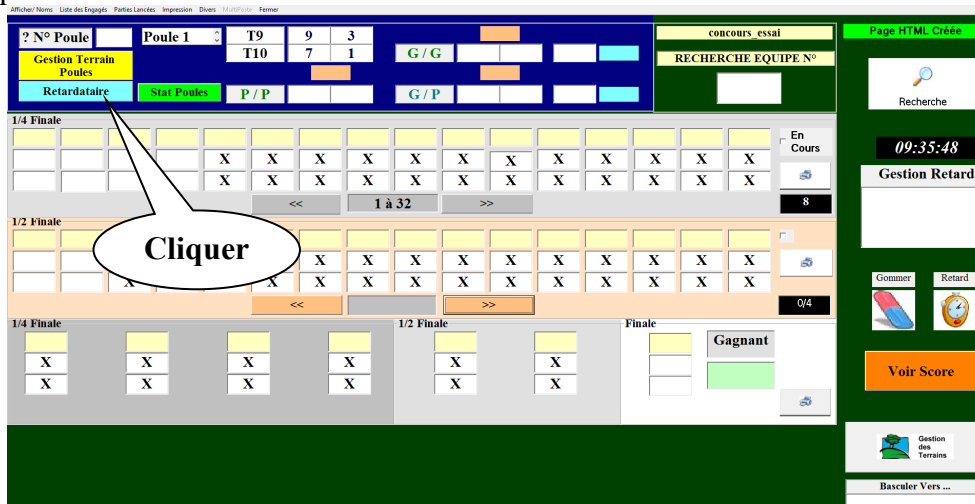 Afficher/ Noms Liste des Engagés Parties Lancées Impression Divers MultiPoste Fermer
? N° Poule Poule 1 T9 9 3 concours_essai Page HTML Créée
T10 7 1 G / G
Gestion Terrain
Poules
RECHERCHE EQUIPE N°
Retardataire Stat Poules P / P G / P
Recherche
1/4 Finale
En
Cours
X X X X X X X X X X X X
09:35:48
X X X X X X X X X X X X
Gestion Retard
<< 1 à 32 >> 8
1/2 Finale
Cliquer
X X X X X X X X X X
X X X X X X X X X X X
Gommer Retard
<< >> 0/4
1/4 Finale 1/2 Finale Finale
Gagnant
X X X X X X
X X X X X X
Voir Score
Gestion
des
Terrains
Basculer Vers ...